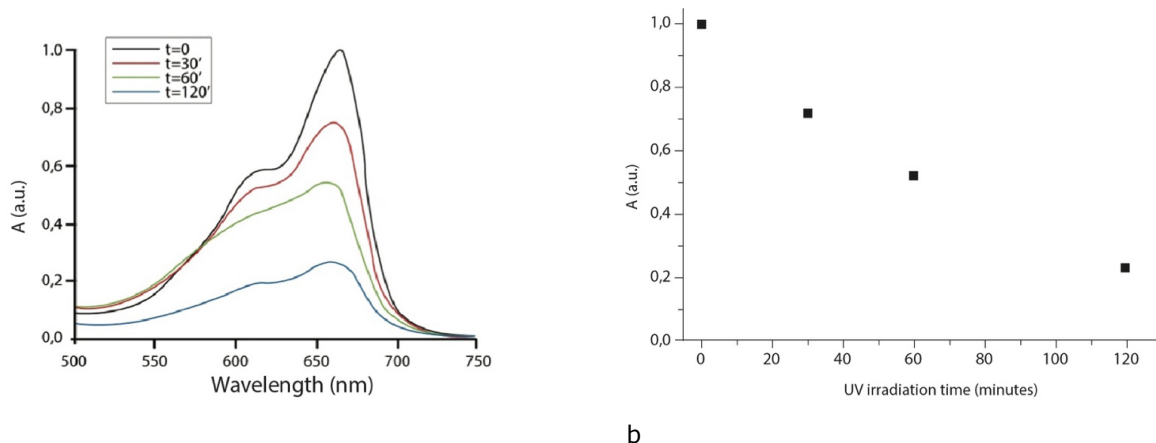 t=0
t=30'
t=60'
t=120'
1.0
0,8
0,6
0,4
0,2
0,0
A (a.u.)
500
550
600
650
700
750
Wavelength (nm)
1,0
0,8
0,6
0,4
0,2
0,0
A (a.u.)
0
20
40
60
80
100
120
UV irradiation time (minutes)
b